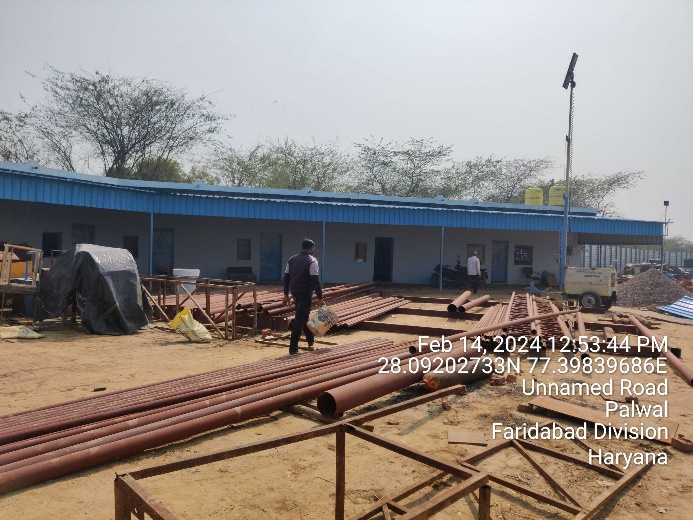 Feb 14, 2024 12:53:44 PM
28.09202733N 77.39839686E
Unnamed Road
Palwal
Faridabad Division
Haryana